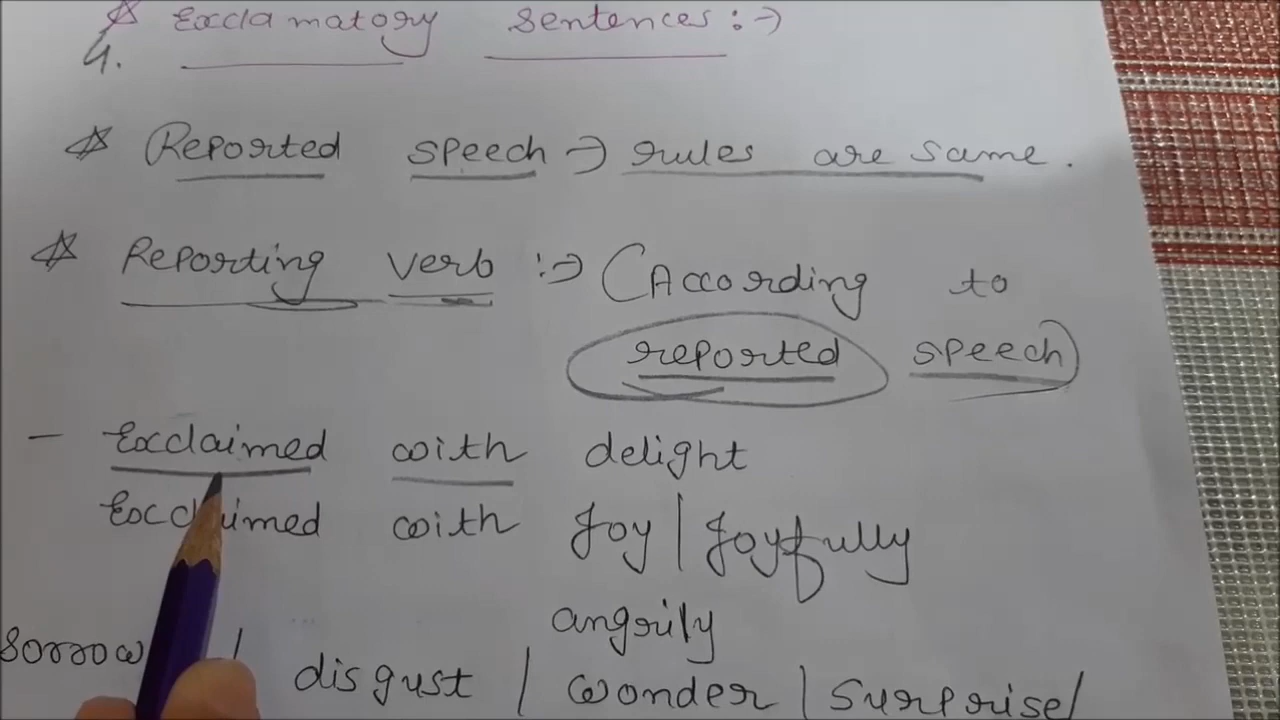 ☆ Exclamatory Sentences :→
4.
☆ Reported speech → rules are same.
☆ Reporting verb :→ (According to
reported speech)
- Exclaimed with delight
Exclaimed with Joy | Joyfully
angrily
sorrow / disgust / wonder / surprise/